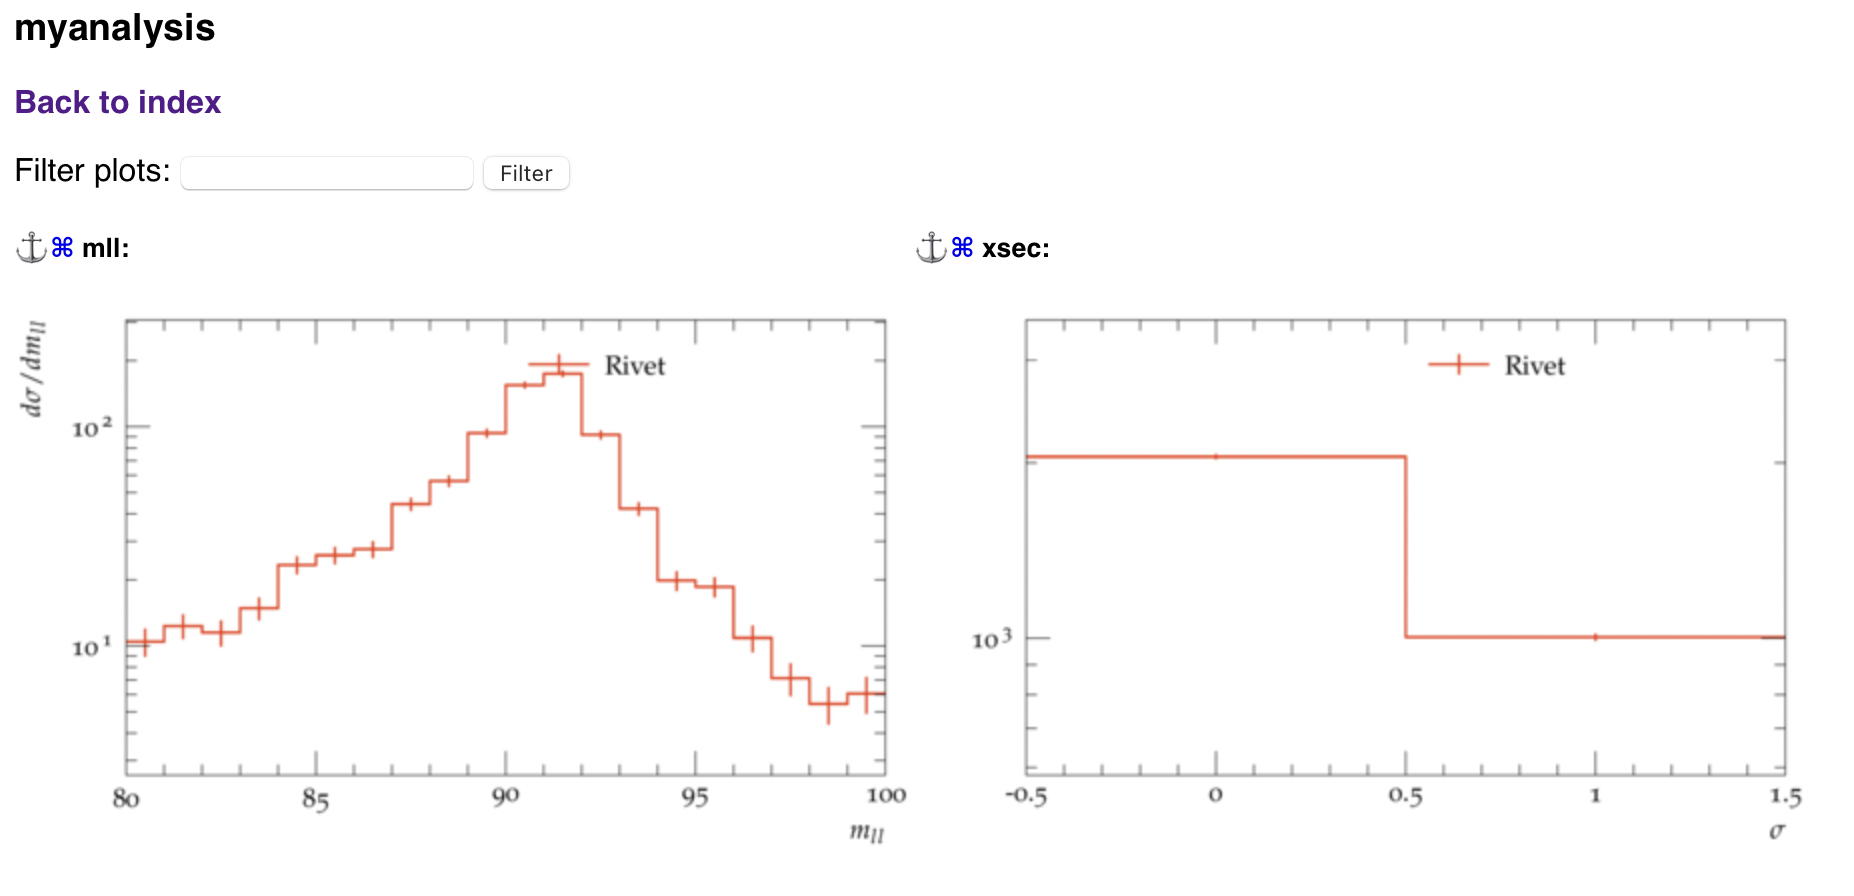 myanalysis
Back to index
Filter plots: Filter
⚓⌘ mll:
dσ/dm_ll
Rivet
10²
10¹
80 85 90 95 100
m_ll
⚓⌘ xsec:
Rivet
10³
-0.5 0 0.5 1 1.5
σ